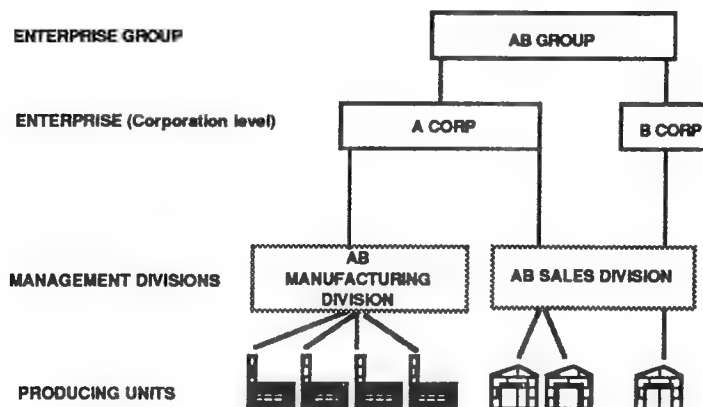 ENTERPRISE GROUP
AB GROUP
ENTERPRISE (Corporation level)
A CORP
B CORP
MANAGEMENT DIVISIONS
AB
MANUFACTURING
DIVISION
AB SALES DIVISION
PRODUCING UNITS